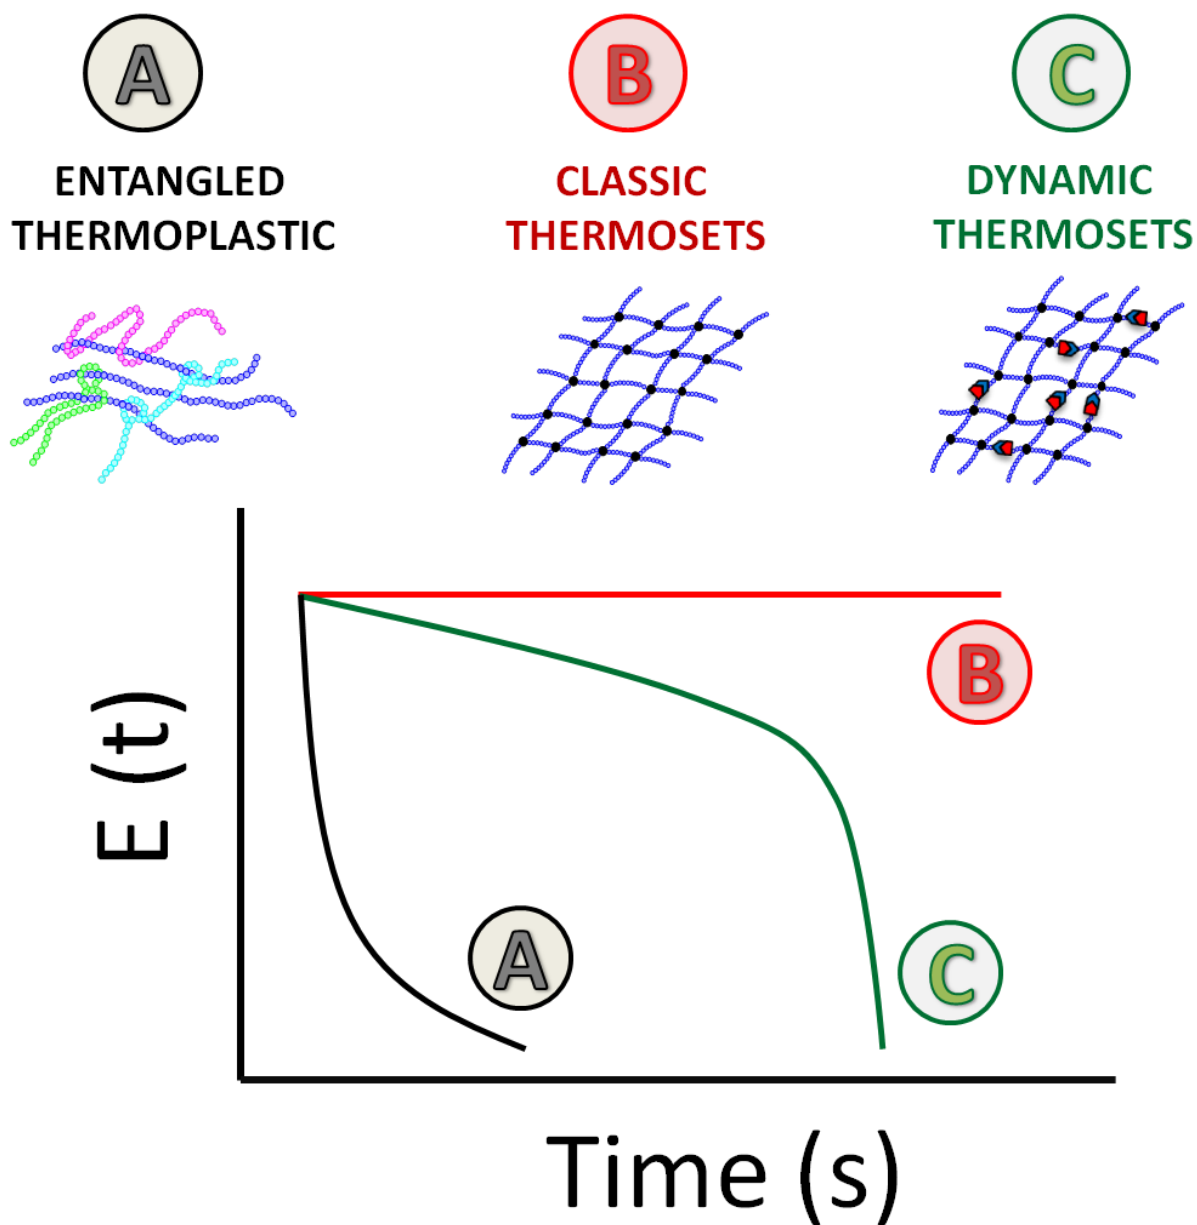 A
B
C
ENTANGLED
THERMOPLASTIC
CLASSIC
THERMOSETS
DYNAMIC
THERMOSETS
E (t)
B
A
C
Time (s)